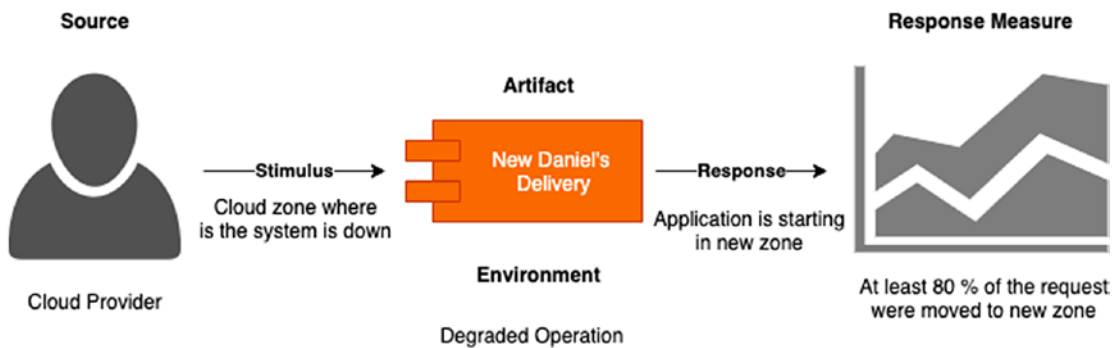 Source
Cloud Provider
Stimulus
Cloud zone where
is the system is down
Artifact
New Daniel's
Delivery
Environment
Degraded Operation
Response
Application is starting
in new zone
Response Measure
At least 80 % of the request
were moved to new zone